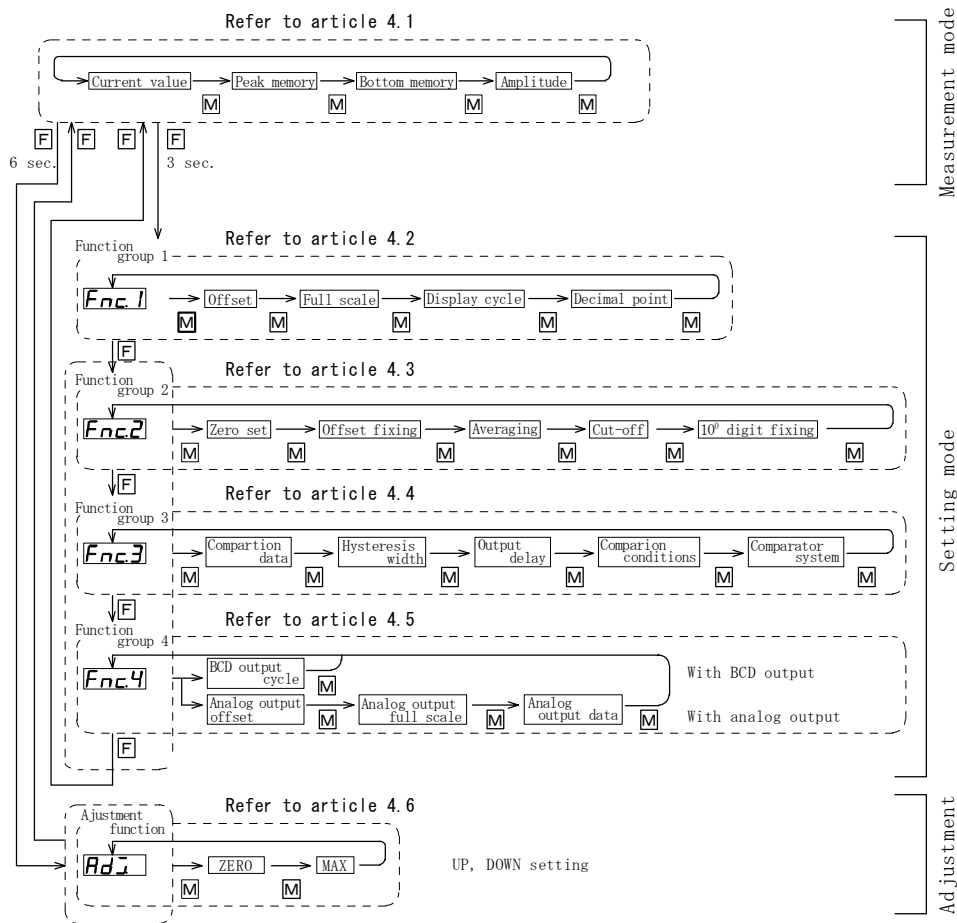 Refer to article 4.1
Current value
Peak memory
Bottom memory
Amplitude
M
M
M
M
F
F
F
F
6 sec.
3 sec.
Measurement mode
Refer to article 4.2
Function
group 1
Fnc.1
Offset
Full scale
Display cycle
Decimal point
M
M
M
M
M
F
Refer to article 4.3
Function
group 2
Fnc.2
Zero set
Offset fixing
Averaging
Cut-off
10⁰ digit fixing
M
M
M
M
M
M
F
Refer to article 4.4
Function
group 3
Fnc.3
Compartion
data
Hysteresis
width
Output
delay
Comparion
conditions
Comparator
system
M
M
M
M
M
M
F
Refer to article 4.5
Function
group 4
Fnc.4
BCD output
cycle
M
With BCD output
Analog output
offset
M
Analog output
full scale
M
Analog
output data
M
With analog output
F
Setting mode
Refer to article 4.6
Ajustment
function
AdJ.
ZERO
MAX
M
M
UP, DOWN setting
Adjustment